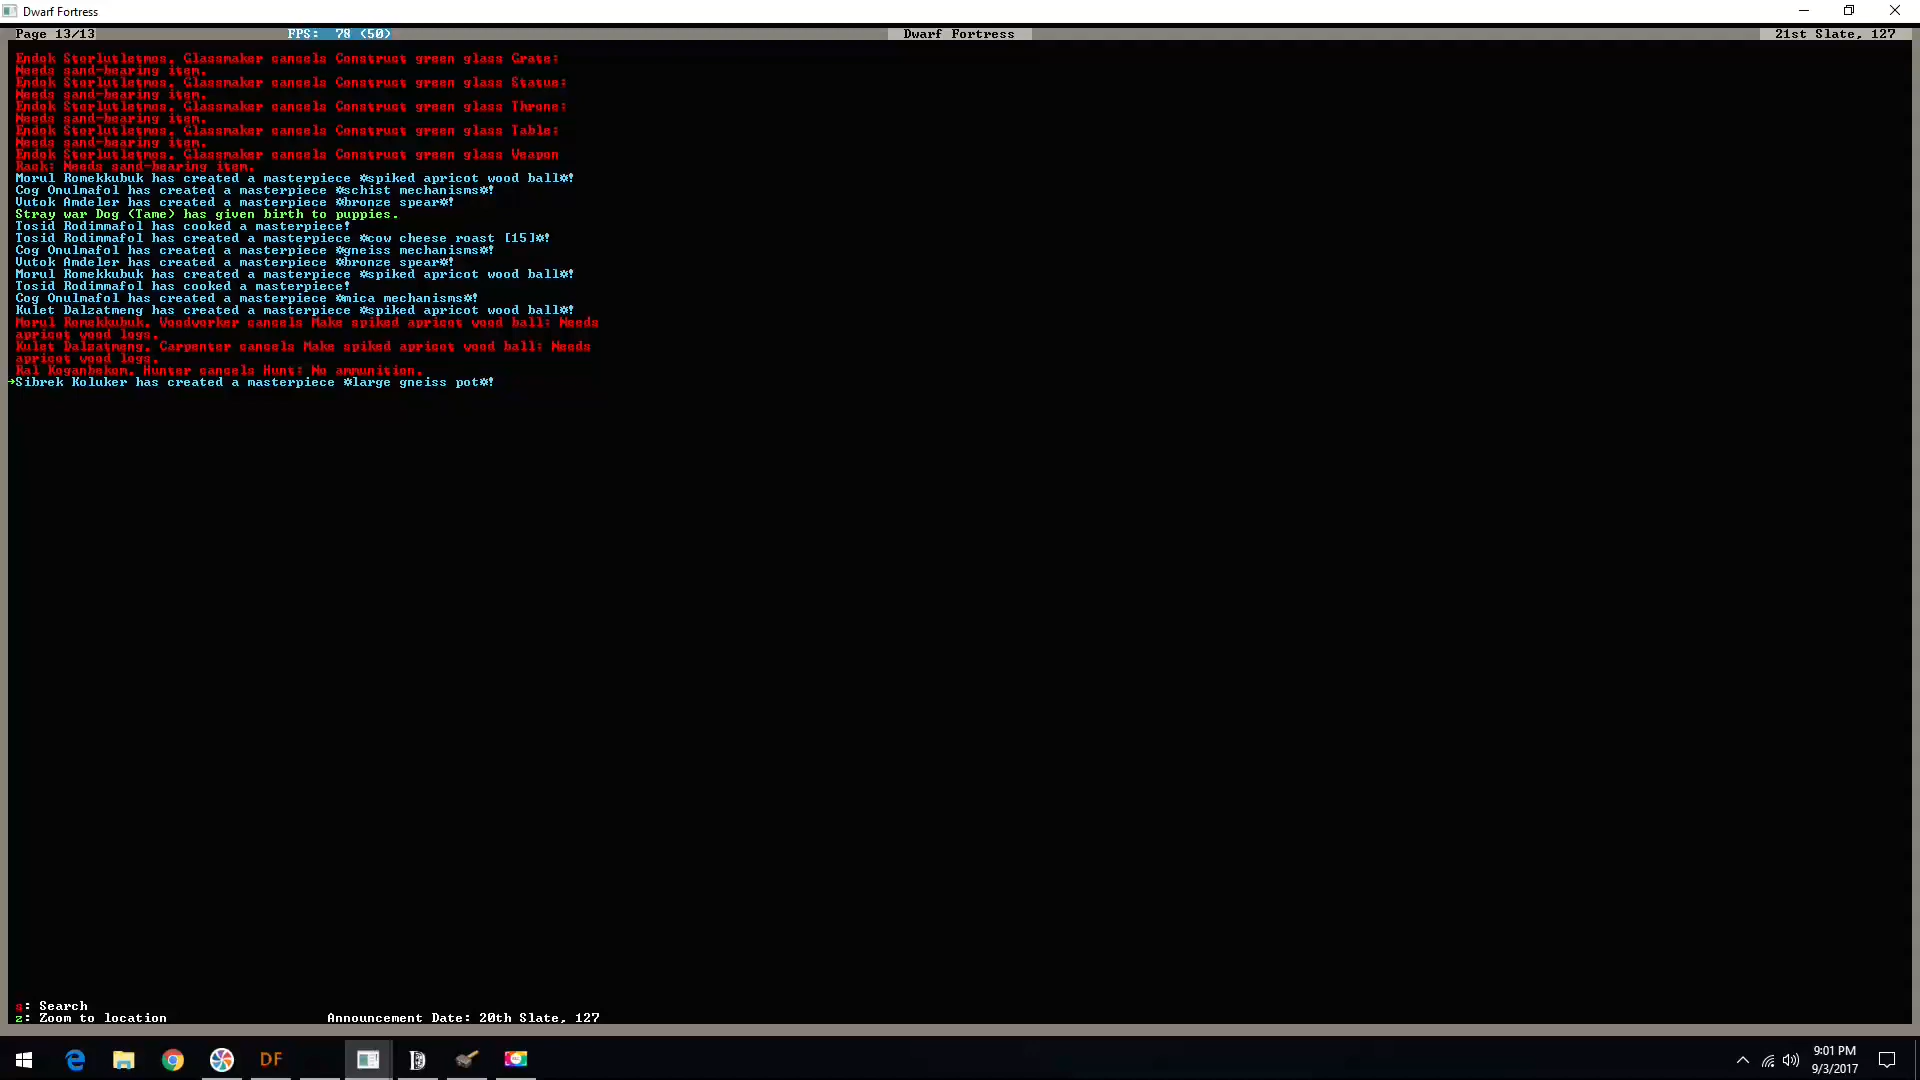 Dwarf Fortress
Page 13/13 FPS: 78 (50) Dwarf Fortress 21st Slate, 127
Endok Storlutletmos, Glassmaker cancels Construct green glass Grate:
Needs sand-bearing item.
Endok Storlutletmos, Glassmaker cancels Construct green glass Statue:
Needs sand-bearing item.
Endok Storlutletmos, Glassmaker cancels Construct green glass Throne:
Needs sand-bearing item.
Endok Storlutletmos, Glassmaker cancels Construct green glass Table:
Needs sand-bearing item.
Endok Storlutletmos, Glassmaker cancels Construct green glass Weapon
Rack: Needs sand-bearing item.
Morul Romekkubuk has created a masterpiece ☼spiked apricot wood ball☼!
Cog Onulmafol has created a masterpiece ☼schist mechanisms☼!
Vutok Amdeler has created a masterpiece ☼bronze spear☼!
Stray war Dog (Tame) has given birth to puppies.
Tosid Rodimmafol has cooked a masterpiece!
Tosid Rodimmafol has created a masterpiece ☼cow cheese roast [15]☼!
Cog Onulmafol has created a masterpiece ☼gneiss mechanisms☼!
Vutok Amdeler has created a masterpiece ☼bronze spear☼!
Morul Romekkubuk has created a masterpiece ☼spiked apricot wood ball☼!
Tosid Rodimmafol has cooked a masterpiece!
Cog Onulmafol has created a masterpiece ☼mica mechanisms☼!
Kulet Dalzatmeng has created a masterpiece ☼spiked apricot wood ball☼!
Morul Romekkubuk, Woodworker cancels Make spiked apricot wood ball: Needs
apricot wood logs.
Kulet Dalzatmeng, Carpenter cancels Make spiked apricot wood ball: Needs
apricot wood logs.
Ral Koganbekom, Hunter cancels Hunt: No ammunition.
→Sibrek Koluker has created a masterpiece ☼large gneiss pot☼!
s: Search
z: Zoom to location Announcement Date: 20th Slate, 127
DF
9:01 PM
9/3/2017